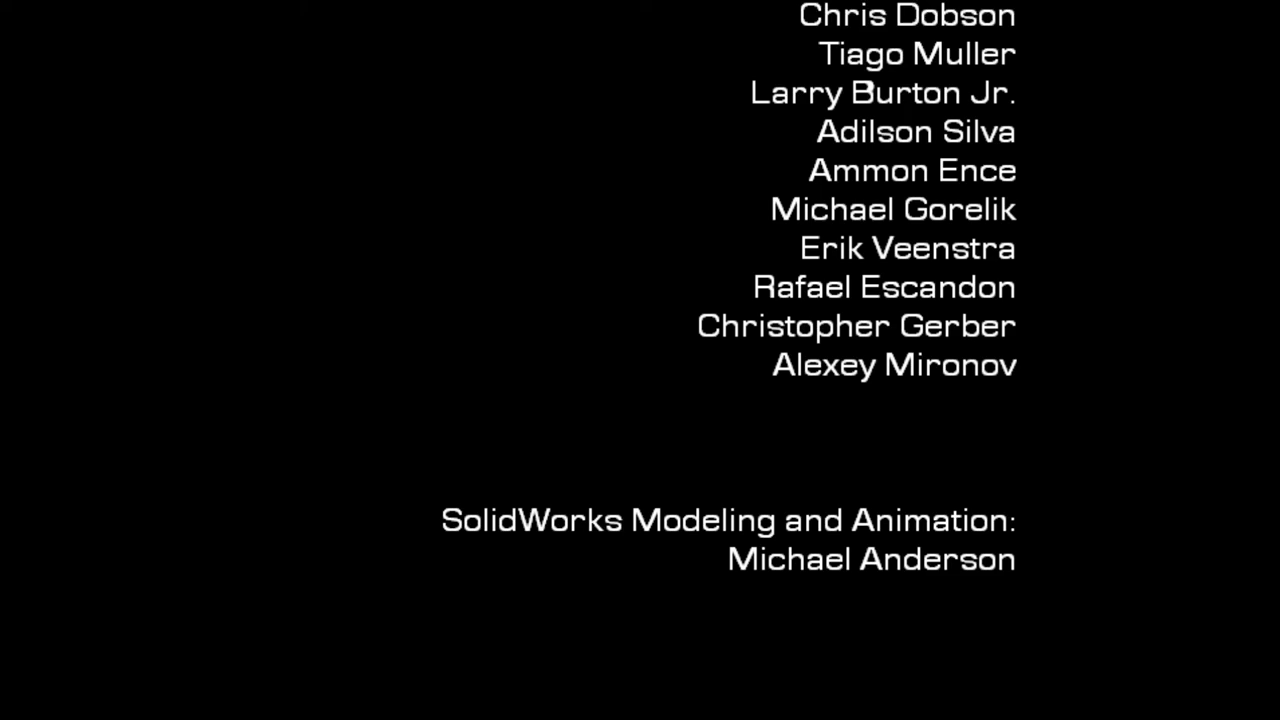 Chris Dobson
Tiago Muller
Larry Burton Jr.
Adilson Silva
Ammon Ence
Michael Gorelik
Erik Veenstra
Rafael Escandon
Christopher Gerber
Alexey Mironov
SolidWorks Modeling and Animation:
Michael Anderson